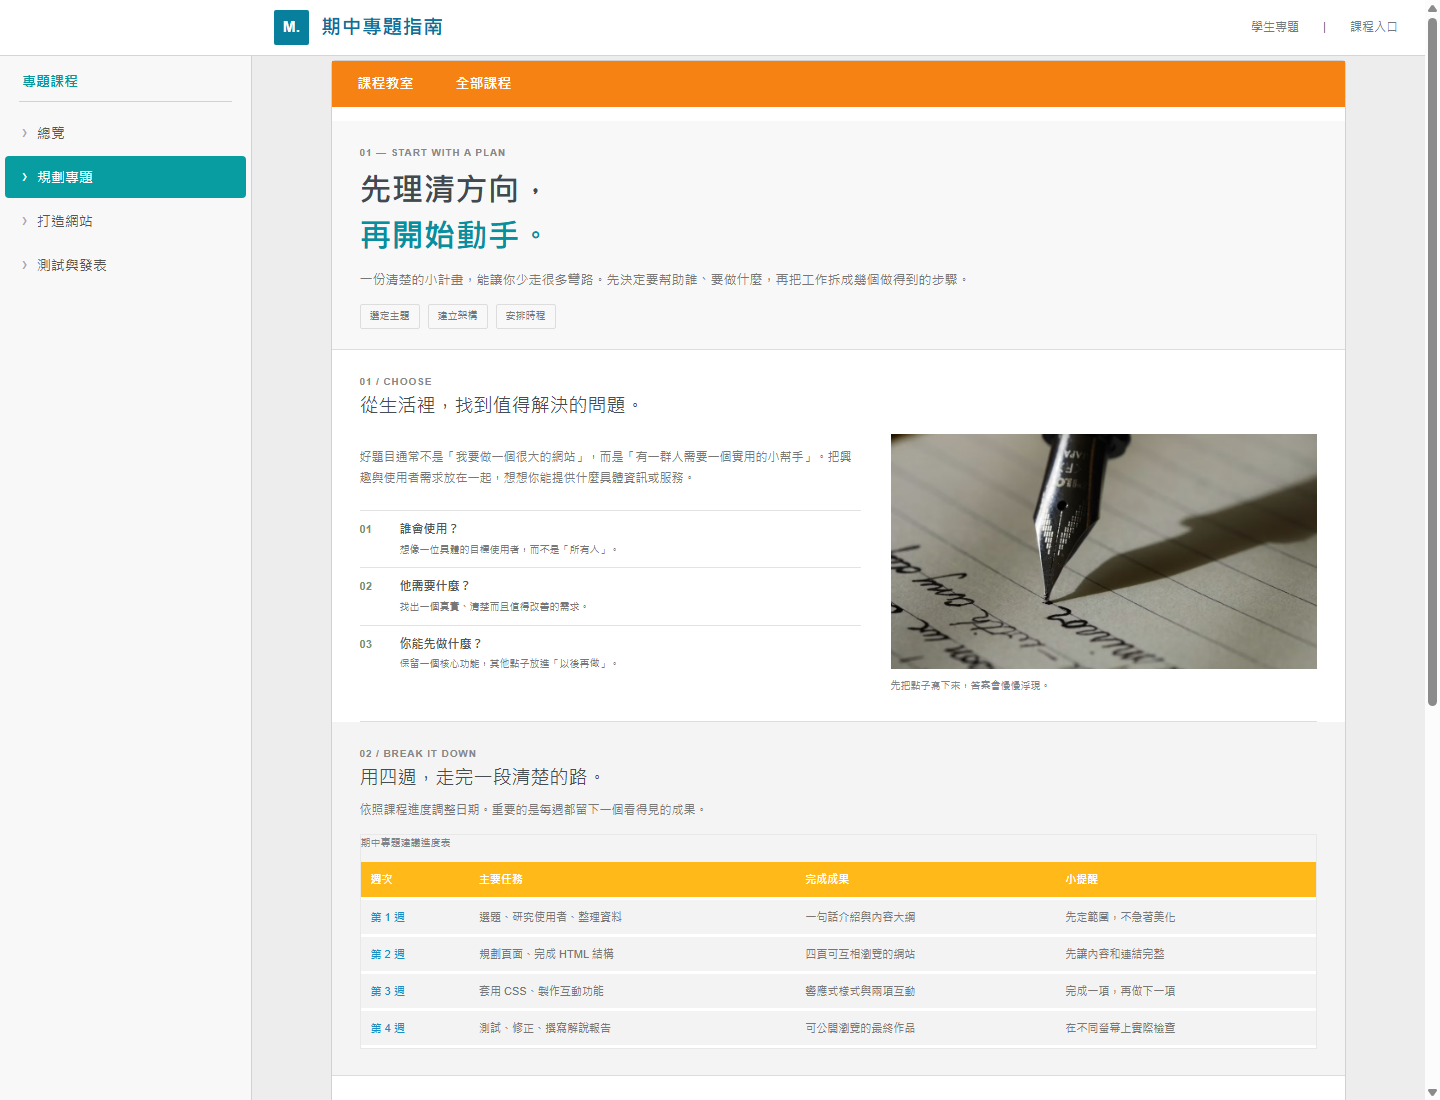 M.
期中專題指南
學生專題 | 課程入口
專題課程
› 總覽
› 規劃專題
› 打造網站
› 測試與發表
課程教室 全部課程
01 — START WITH A PLAN
先理清方向，
再開始動手。
一份清楚的小計畫，能讓你少走很多彎路。先決定要幫助誰、要做什麼，再把工作拆成幾個做得到的步驟。
選定主題 建立架構 安排時程
01 / CHOOSE
從生活裡，找到值得解決的問題。
好題目通常不是「我要做一個很大的網站」，而是「有一群人需要一個實用的小幫手」。把興
趣與使用者需求放在一起，想想你能提供什麼具體資訊或服務。
01 誰會使用？
想像一位具體的目標使用者，而不是「所有人」。
02 他需要什麼？
找出一個真實、清楚而且值得改善的需求。
03 你能先做什麼？
保留一個核心功能，其他點子放進「以後再做」。
先把點子寫下來，答案會慢慢浮現。
02 / BREAK IT DOWN
用四週，走完一段清楚的路。
依照課程進度調整日期。重要的是每週都留下一個看得見的成果。
期中專題建議進度表
週次 主要任務 完成成果 小提醒
第 1 週 選題、研究使用者、整理資料 一句話介紹與內容大綱 先定範圍，不急著美化
第 2 週 規劃頁面、完成 HTML 結構 四頁可互相瀏覽的網站 先讓內容和連結完整
第 3 週 套用 CSS、製作互動功能 響應式樣式與兩項互動 完成一項，再做下一項
第 4 週 測試、修正、撰寫解說報告 可公開瀏覽的最終作品 在不同螢幕上實際檢查